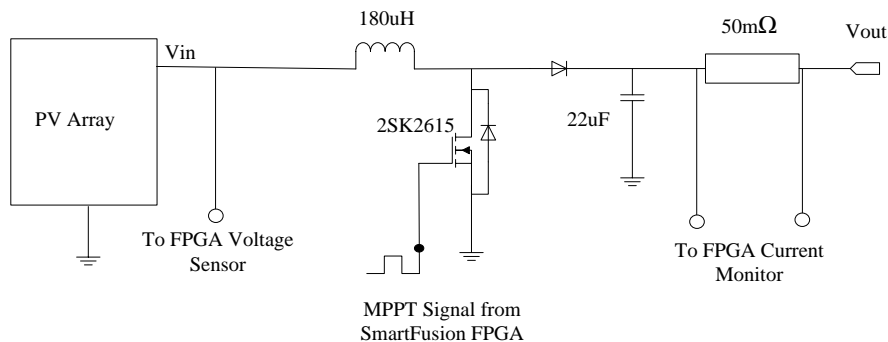 180uH
50mΩ
Vout
Vin
PV Array
2SK2615
22uF
To FPGA Voltage
Sensor
To FPGA Current
Monitor
MPPT Signal from
SmartFusion FPGA